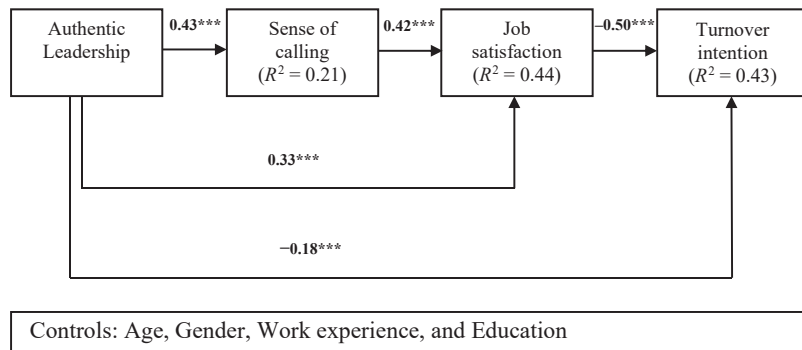 Authentic
Leadership
0.43***
Sense of
calling
(R² = 0.21)
0.42***
Job
satisfaction
(R² = 0.44)
−0.50***
Turnover
intention
(R² = 0.43)
0.33***
−0.18***
Controls: Age, Gender, Work experience, and Education